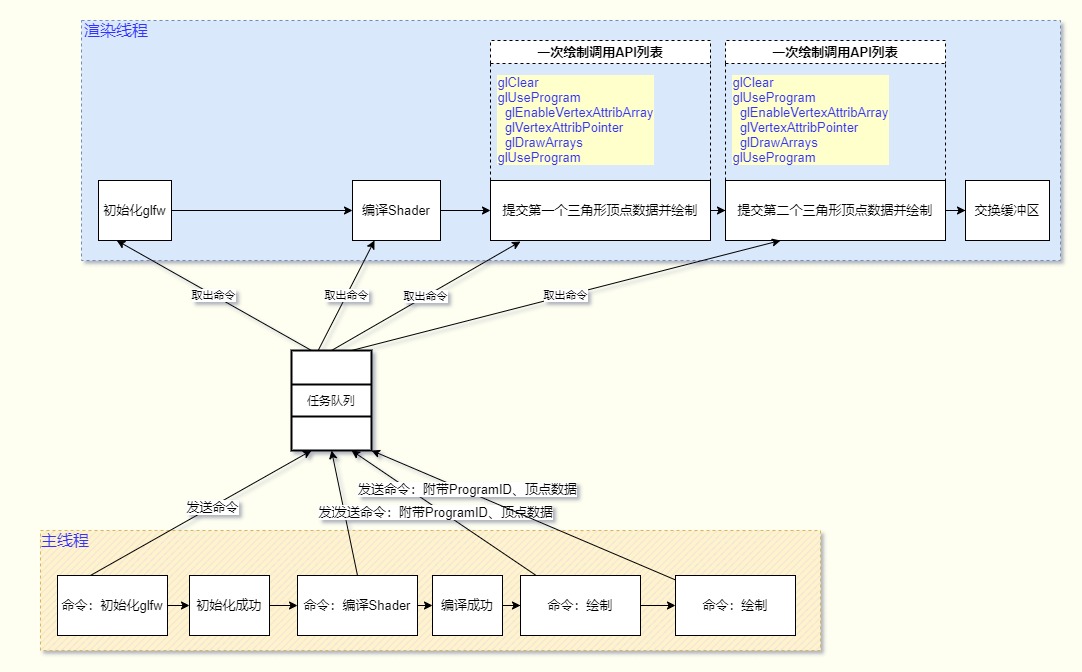 渲染线程
一次绘制调用API列表
glClear
glUseProgram
glEnableVertexAttribArray
glVertexAttribPointer
glDrawArrays
glUseProgram
一次绘制调用API列表
glClear
glUseProgram
glEnableVertexAttribArray
glVertexAttribPointer
glDrawArrays
glUseProgram
初始化glfw
编译Shader
提交第一个三角形顶点数据并绘制
提交第二个三角形顶点数据并绘制
交换缓冲区
取出命令
取出命令
取出命令
取出命令
任务队列
发送命令：附带ProgramID、顶点数据
发送命令
发发送命令：附带ProgramID、顶点数据
主线程
命令：初始化glfw
初始化成功
命令：编译Shader
编译成功
命令：绘制
命令：绘制